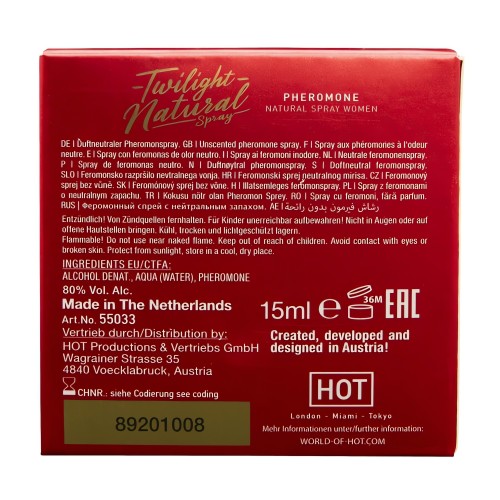 Twilight
Natural
Spray
PHEROMONE
NATURAL SPRAY WOMEN
DE | Duftneutraler Pheromonspray. GB | Unscented pheromone spray. F | Spray aux phéromones à l'odeur
neutre. E | Spray con feromonas de olor neutro. I | Spray ai feromoni inodore. NL | Neutrale feromonenspray.
P | Spray de feromonas neutro. N | Duftnøytral pheromonspray. S | Duftneutral feromonspray.
SLO | Feromonsko razpršilo nevtralnega vonja. HR | Feromonski sprej neutralnog mirisa. CZ | Feromonový
sprej bez vůně. SK | Feromónový sprej bez vône. H | Illatsemleges feromonspray. PL | Spray z feromonami
o neutralnym zapachu. TR | Kokusu nötr olan Pheromon Sprey. RO | Spray cu feromoni, fără parfum.
RUS | Феромонный спрей с нейтральным запахом. AE | رشاش فيرمون بدون رائحة
Entzündlich! Von Zündquellen fernhalten. Für Kinder unerreichbar aufbewahren! Nicht in Augen oder auf
offene Hautstellen bringen. Kühl, trocken und lichtgeschützt lagern.
Flammable! Do not use near naked flame. Keep out of reach of children. Avoid contact with eyes or
broken skin. Protect from sunlight, store in a cool, dry place.
INGREDIENTS EU/CTFA:
ALCOHOL DENAT., AQUA (WATER), PHEROMONE
80% Vol. Alc.
Made in The Netherlands
Art.No. 55033
Vertrieb durch/Distribution by:
HOT Productions & Vertriebs GmbH
Wagrainer Strasse 35
4840 Voecklabruck, Austria
CHNR.: siehe Codierung see coding
89201008
15ml e 36M EAC
Created, developed and
designed in Austria!
HOT
London - Miami - Tokyo
Mehr Informationen unter/further information:
WORLD-OF-HOT.COM